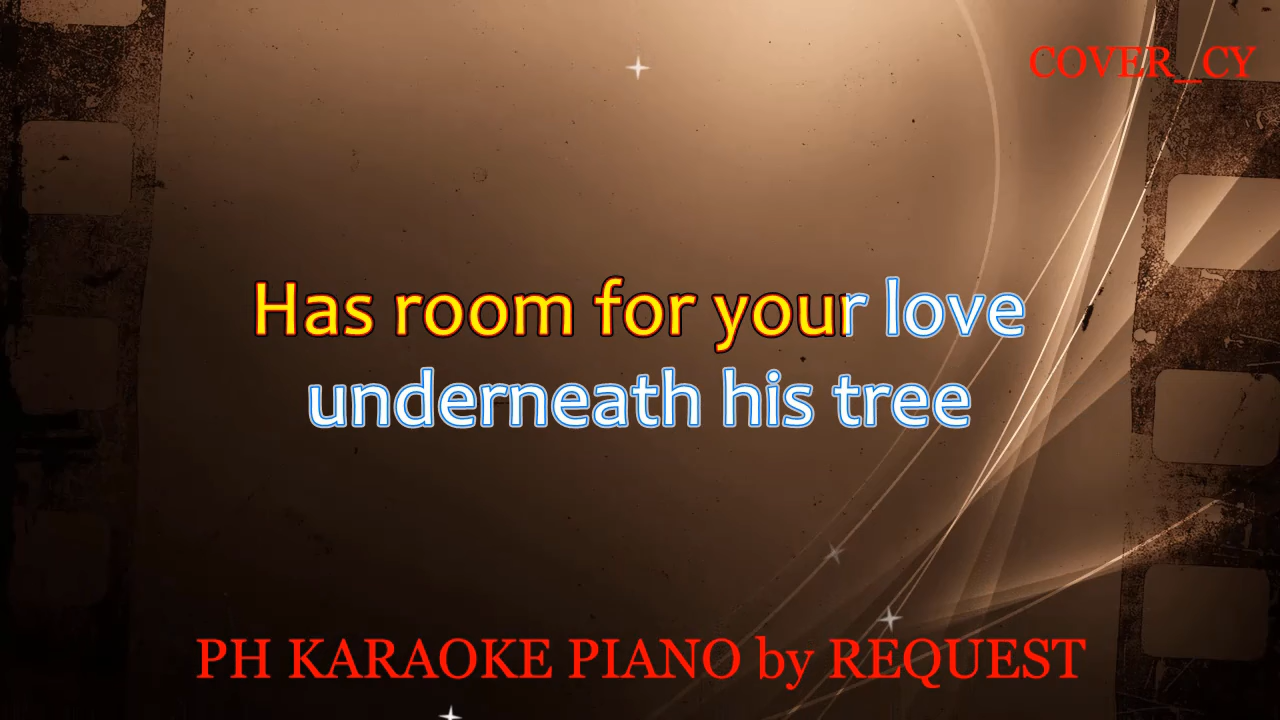 COVER_CY
Has room for your love
underneath his tree
PH KARAOKE PIANO by REQUEST